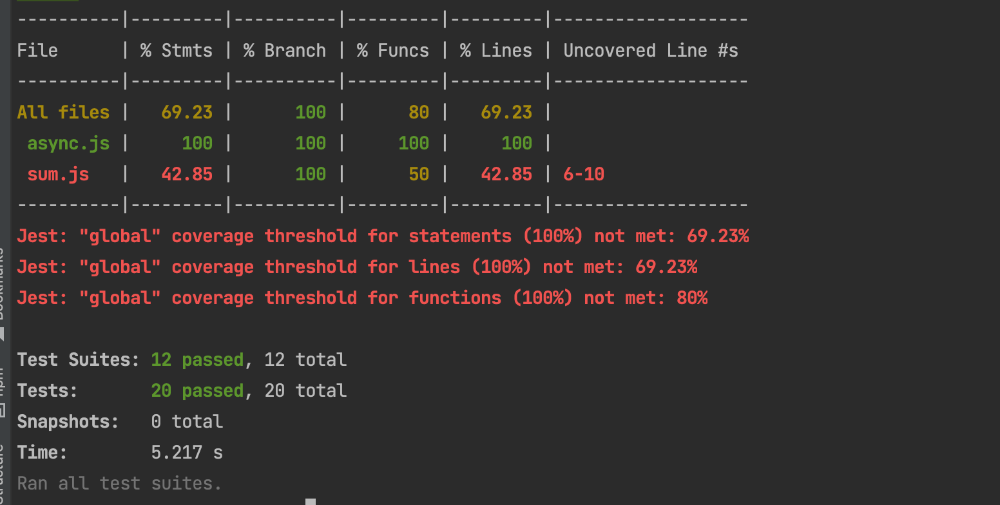 ----------|---------|----------|---------|---------|-------------------
File      | % Stmts | % Branch | % Funcs | % Lines | Uncovered Line #s
----------|---------|----------|---------|---------|-------------------
All files |   69.23 |      100 |      80 |   69.23 |
 async.js |     100 |      100 |     100 |     100 |
 sum.js   |   42.85 |      100 |      50 |   42.85 | 6-10
----------|---------|----------|---------|---------|-------------------
Jest: "global" coverage threshold for statements (100%) not met: 69.23%
Jest: "global" coverage threshold for lines (100%) not met: 69.23%
Jest: "global" coverage threshold for functions (100%) not met: 80%
Test Suites: 12 passed, 12 total
Tests:       20 passed, 20 total
Snapshots:   0 total
Time:        5.217 s
Ran all test suites.
Bookmarks
npm
Structure